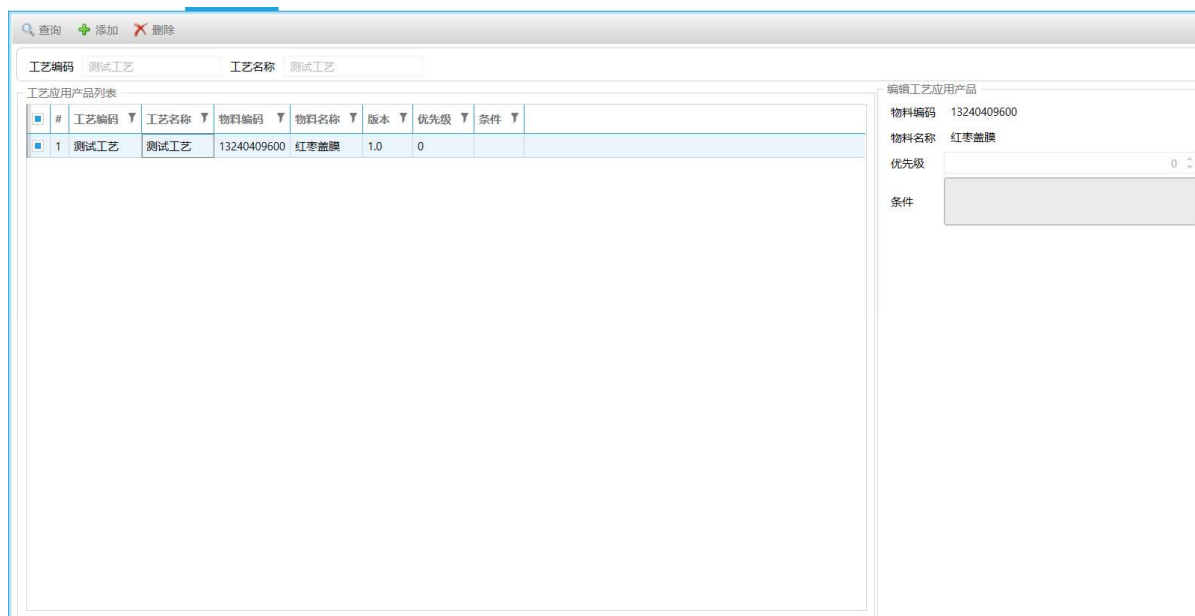 查询 添加 删除
工艺编码 测试工艺 工艺名称 测试工艺
工艺应用产品列表
# 工艺编码 工艺名称 物料编码 物料名称 版本 优先级 条件
1 测试工艺 测试工艺 13240409600 红枣盖膜 1.0 0
编辑工艺应用产品
物料编码 13240409600
物料名称 红枣盖膜
优先级 0
条件